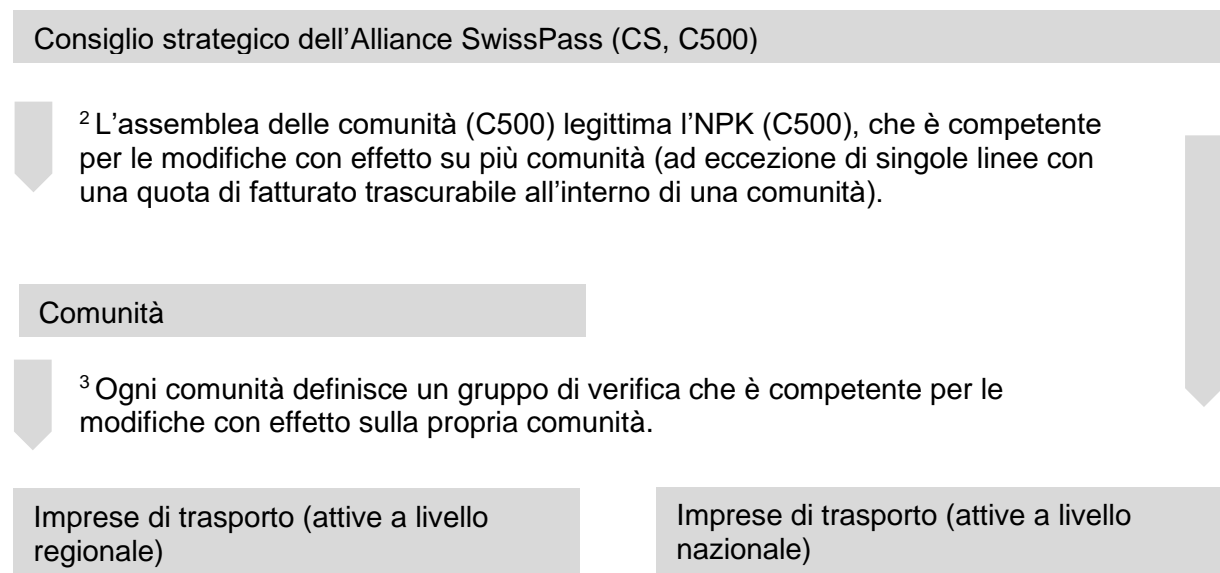 Consiglio strategico dell’Alliance SwissPass (CS, C500)
² L’assemblea delle comunità (C500) legittima l’NPK (C500), che è competente
per le modifiche con effetto su più comunità (ad eccezione di singole linee con
una quota di fatturato trascurabile all’interno di una comunità).
Comunità
³ Ogni comunità definisce un gruppo di verifica che è competente per le
modifiche con effetto sulla propria comunità.
Imprese di trasporto (attive a livello
regionale)
Imprese di trasporto (attive a livello
nazionale)